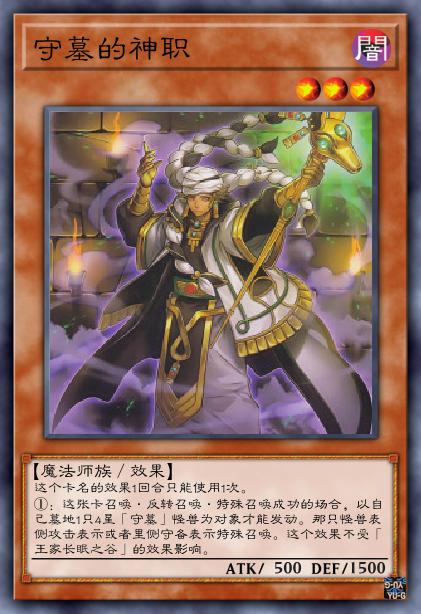 守墓的神职
闇
【魔法师族／效果】
这个卡名的效果1回合只能使用1次。
①：这张卡召唤·反转召唤·特殊召唤成功的场合，以自
己墓地1只4星「守墓」怪兽为对象才能发动。那只怪兽表
侧攻击表示或者里侧守备表示特殊召唤。这个效果不受「
王家长眠之谷」的效果影响。
ATK/ 500 DEF/1500